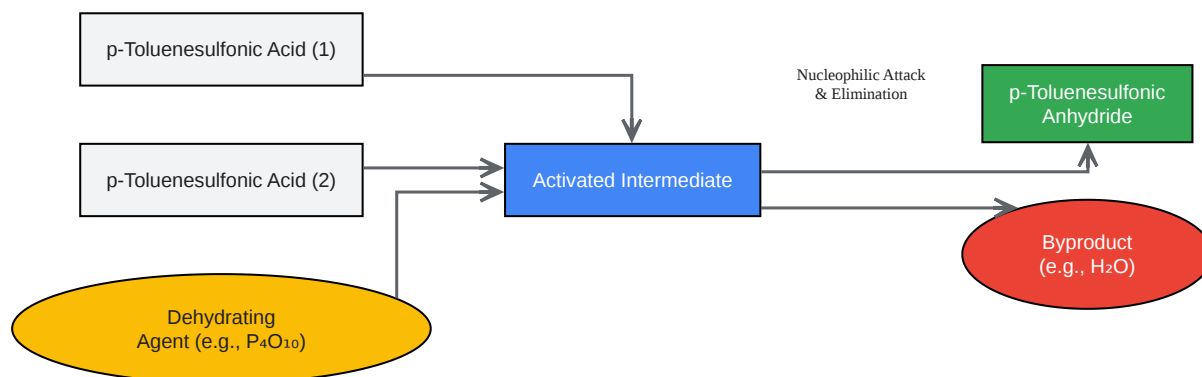 p-Toluenesulfonic Acid (1)
Nucleophilic Attack
& Elimination
p-Toluenesulfonic
Anhydride
p-Toluenesulfonic Acid (2)
Activated Intermediate
Byproduct
(e.g., H₂O)
Dehydrating
Agent (e.g., P₄O₁₀)